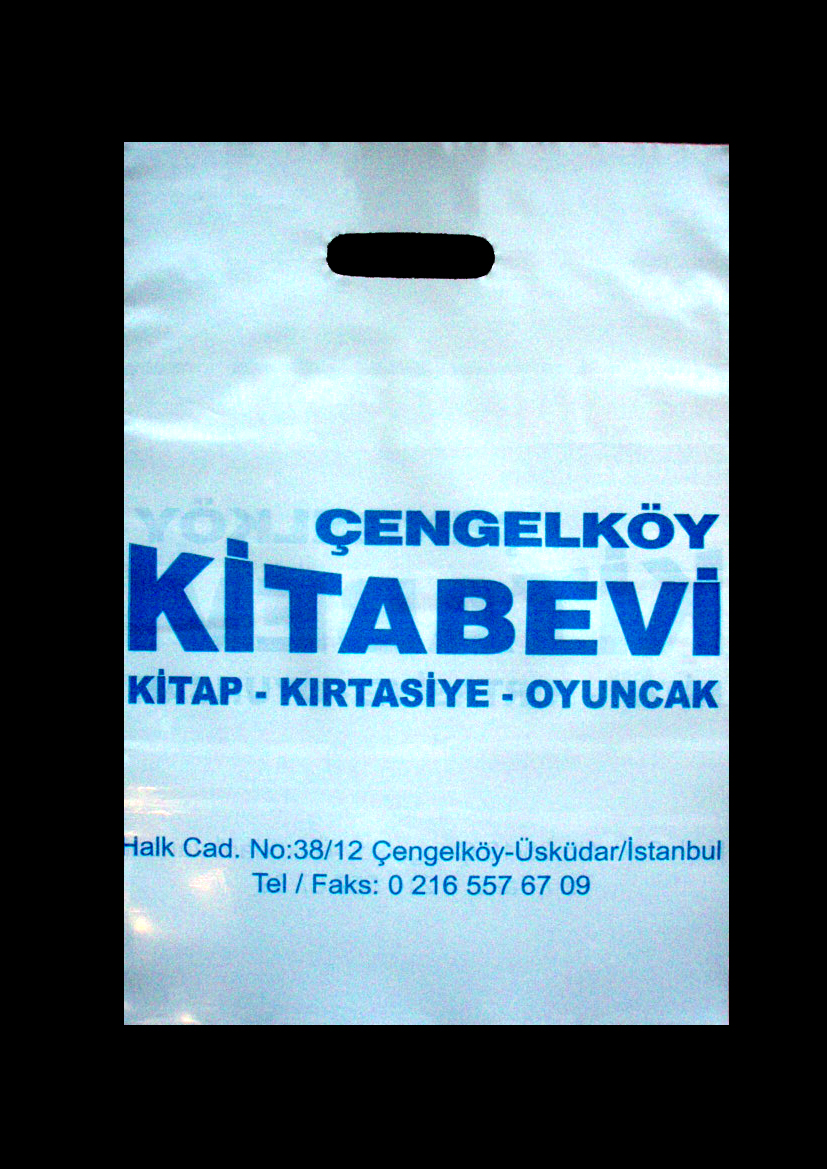 ÇENGELKÖY
KİTABEVİ
KİTAP - KIRTASİYE - OYUNCAK
Halk Cad. No:38/12 Çengelköy-Üsküdar/İstanbul
Tel / Faks: 0 216 557 67 09